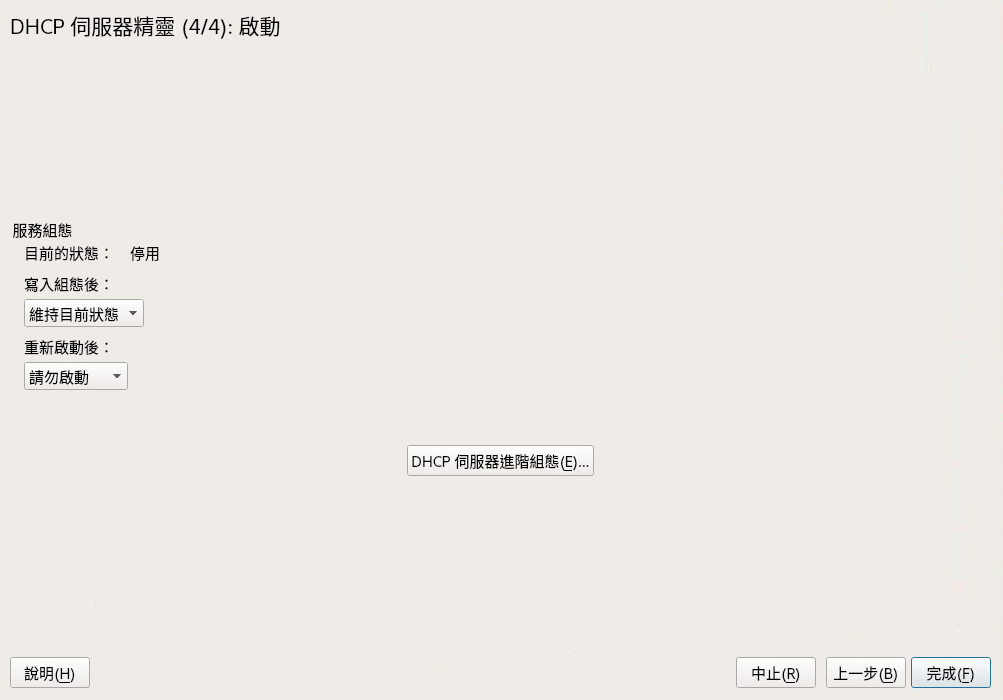 DHCP 伺服器精靈 (4/4): 啟動
服務組態
目前的狀態： 停用
寫入組態後：
維持目前狀態
重新啟動後：
請勿啟動
DHCP 伺服器進階組態(E)...
說明(H) 中止(R) 上一步(B) 完成(F)